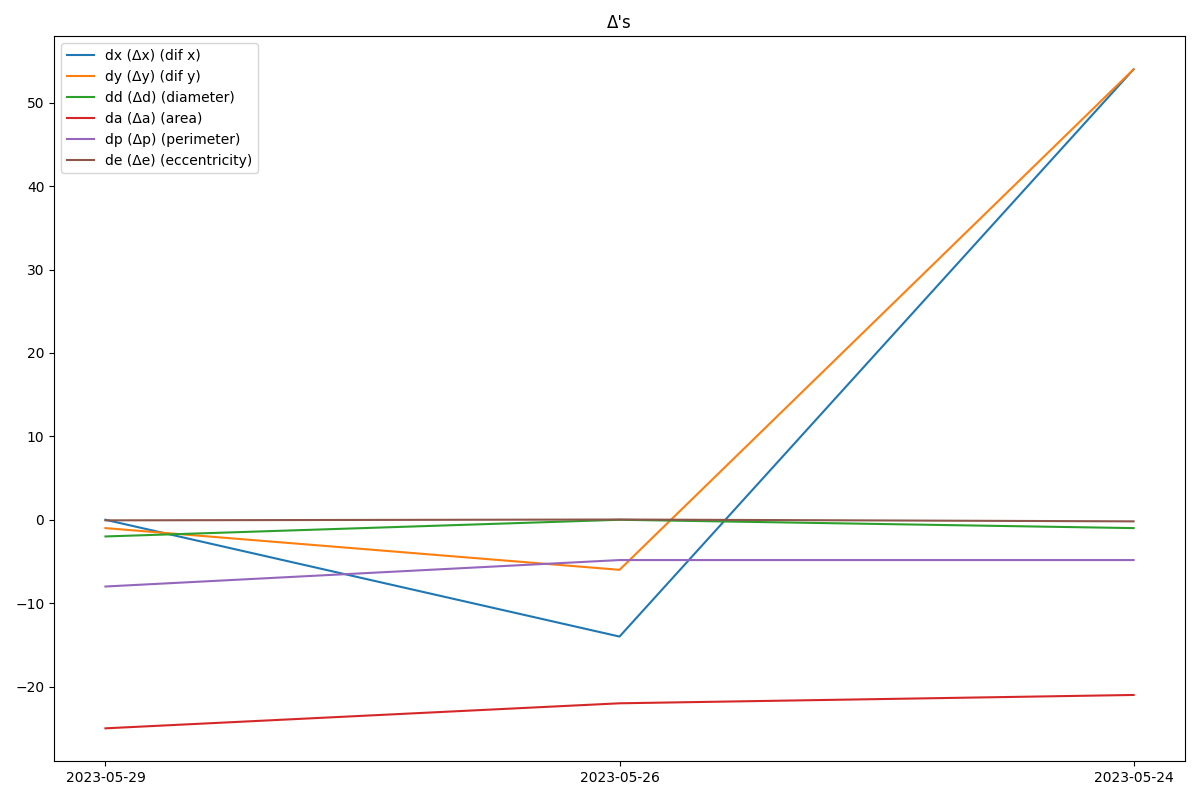 Δ's
dx (Δx) (dif x)
dy (Δy) (dif y)
dd (Δd) (diameter)
da (Δa) (area)
dp (Δp) (perimeter)
de (Δe) (eccentricity)
50
40
30
20
10
0
−10
−20
2023-05-29
2023-05-26
2023-05-24